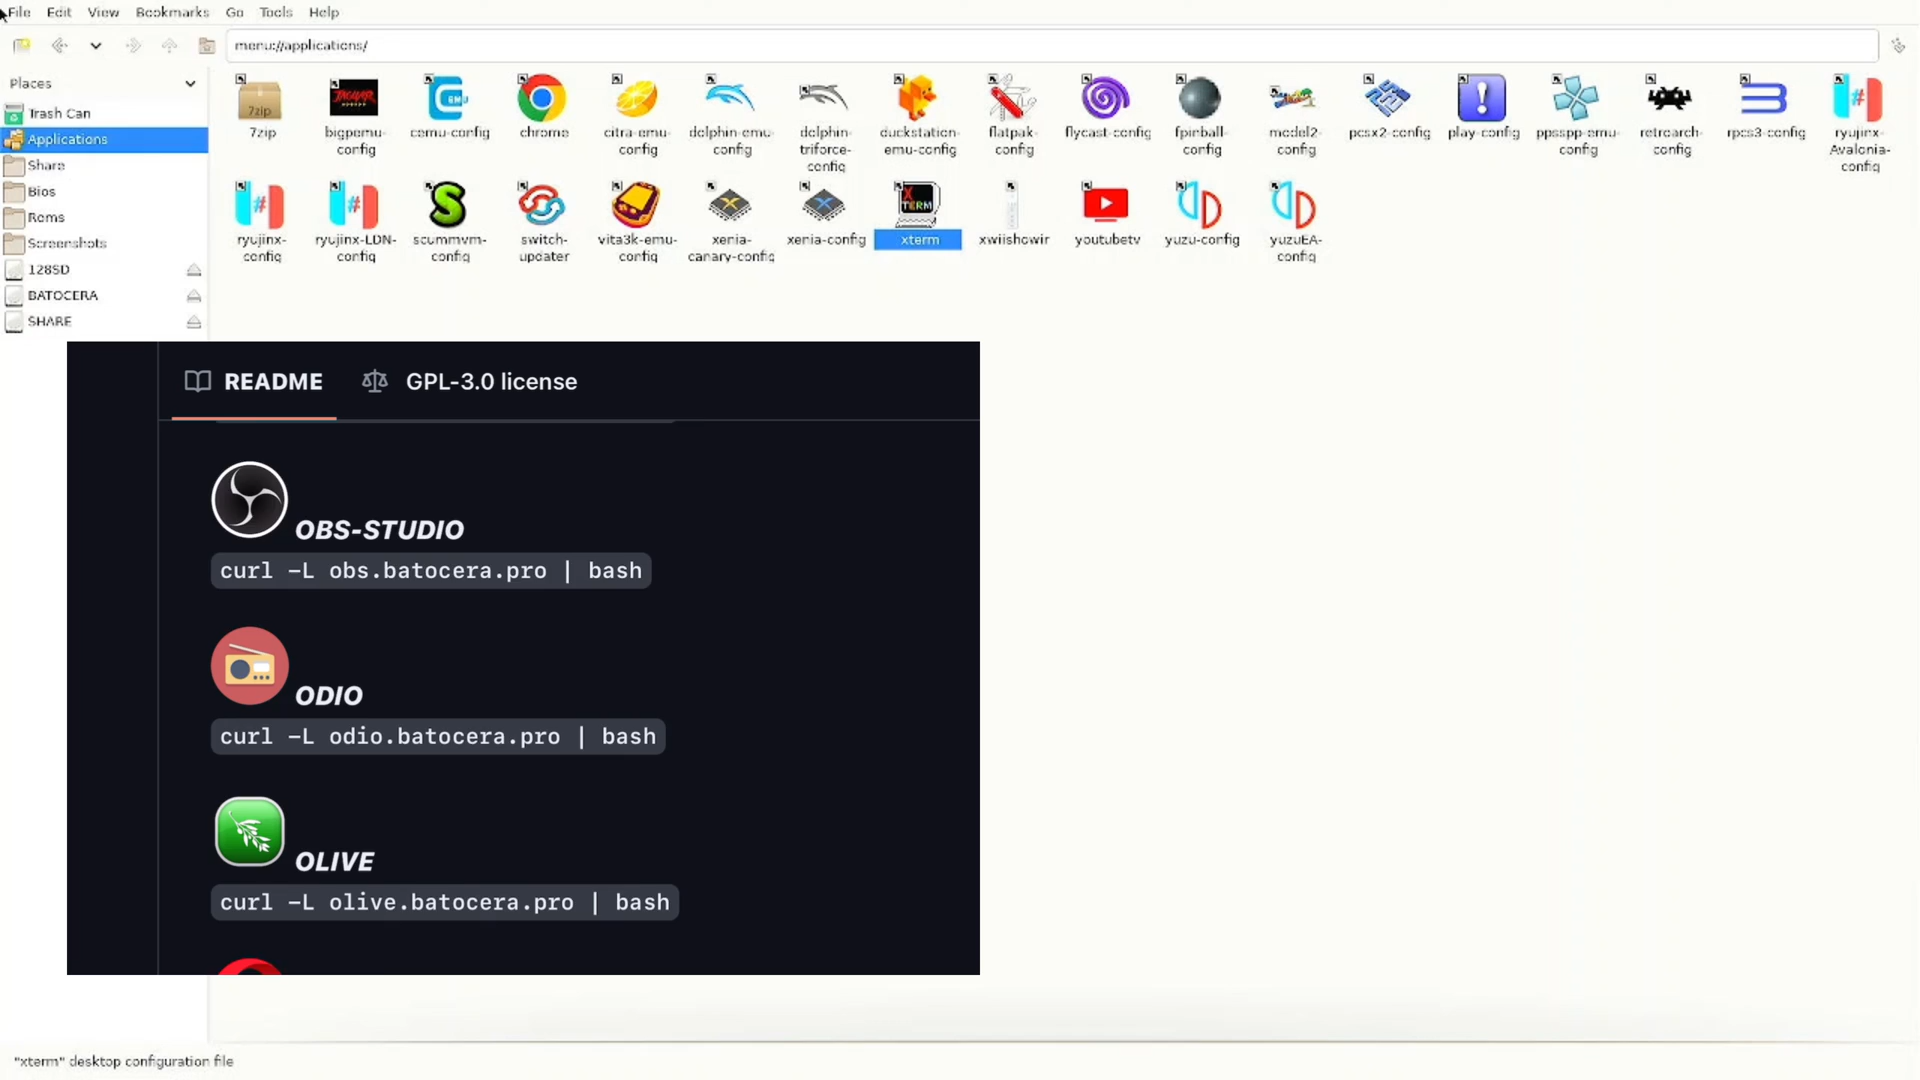 File Edit View Bookmarks Go Tools Help
menu://applications/
Places
Trash Can
Applications
Share
Bios
Roms
Screenshots
128SD
BATOCERA
SHARE
7zip
7zip
JAGUAR
bigpemu-
config
CEMU
cemu-config
chrome
citra-emu-
config
dolphin-emu-
config
dolphin-
triforce-
config
duckstation-
emu-config
flatpak-
config
flycast-config
fpinball-
config
model2-
config
pcsx2-config
play-config
ppsspp-emu-
config
retroarch-
config
rpcs3-config
ryujinx-
Avalonia-
config
ryujinx-
config
ryujinx-LDN-
config
scummvm-
config
switch-
updater
vita3k-emu-
config
xenia-
canary-config
xenia-config
X
TERM
xterm
xwiishowir
youtubetv
yuzu-config
yuzuEA-
config
README GPL-3.0 license
OBS-STUDIO
curl -L obs.batocera.pro | bash
ODIO
curl -L odio.batocera.pro | bash
OLIVE
curl -L olive.batocera.pro | bash
"xterm" desktop configuration file